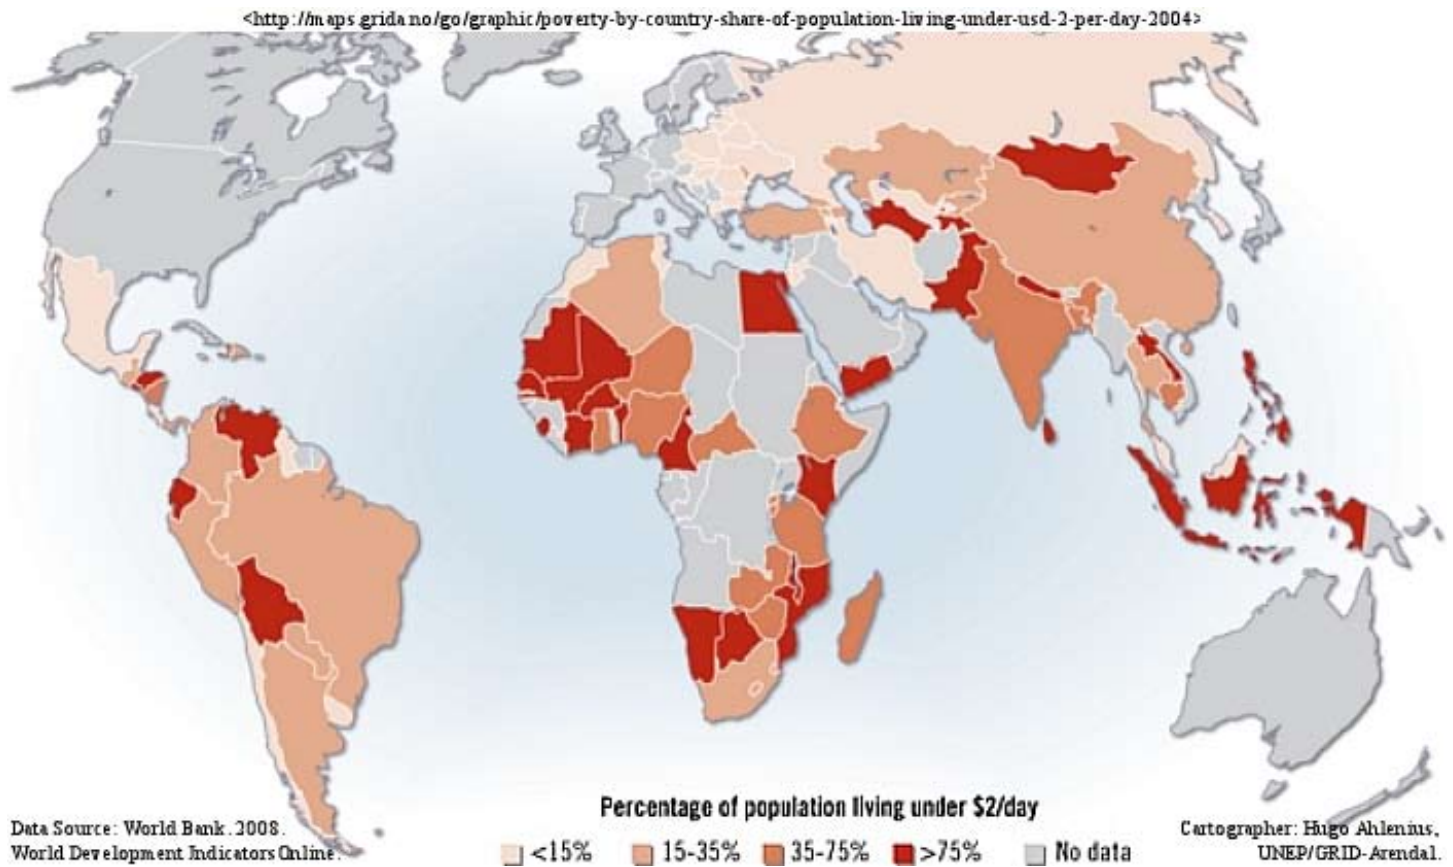 <http://maps.grida.no/go/graphic/poverty-by-country-share-of-population-living-under-usd-2-per-day-2004>
Percentage of population living under $2/day
<15% 15-35% 35-75% >75% No data
Data Source: World Bank. 2008.
World Development Indicators Online.
Cartographer: Hugo Ahlenius,
UNEP/GRID-Arendal.